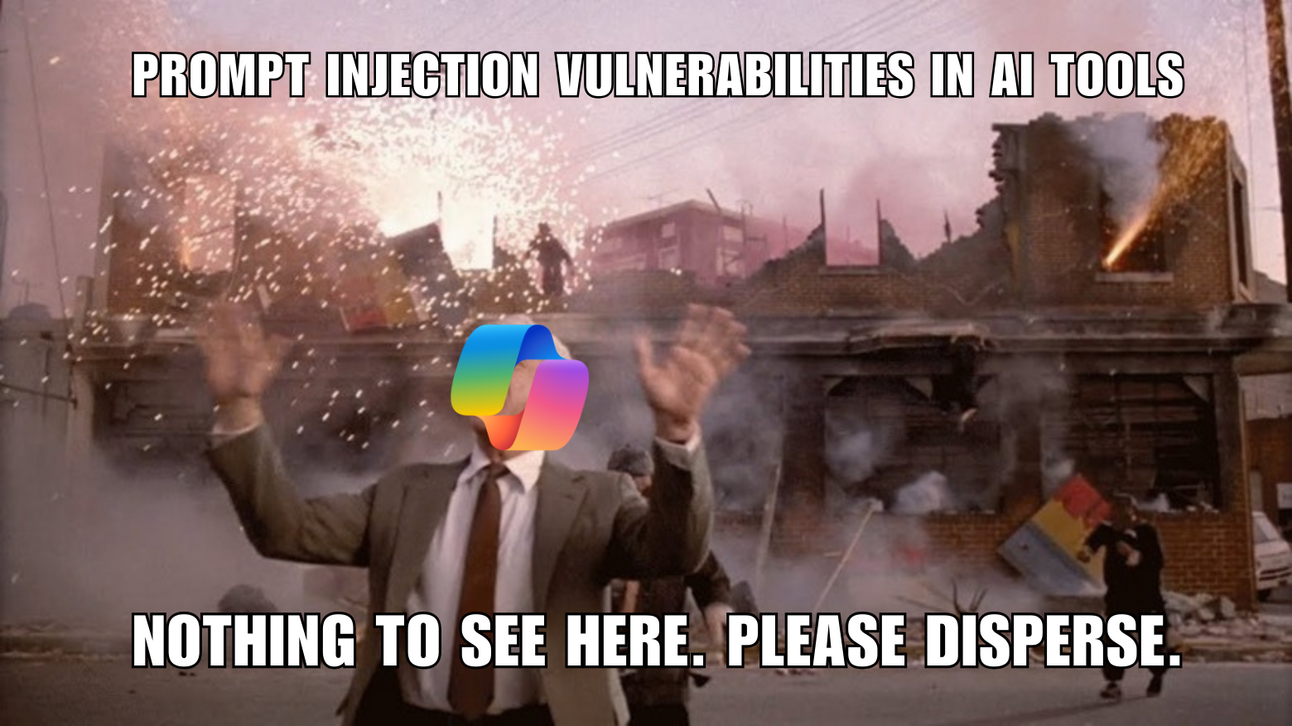 PROMPT INJECTION VULNERABILITIES IN AI TOOLS
NOTHING TO SEE HERE. PLEASE DISPERSE.